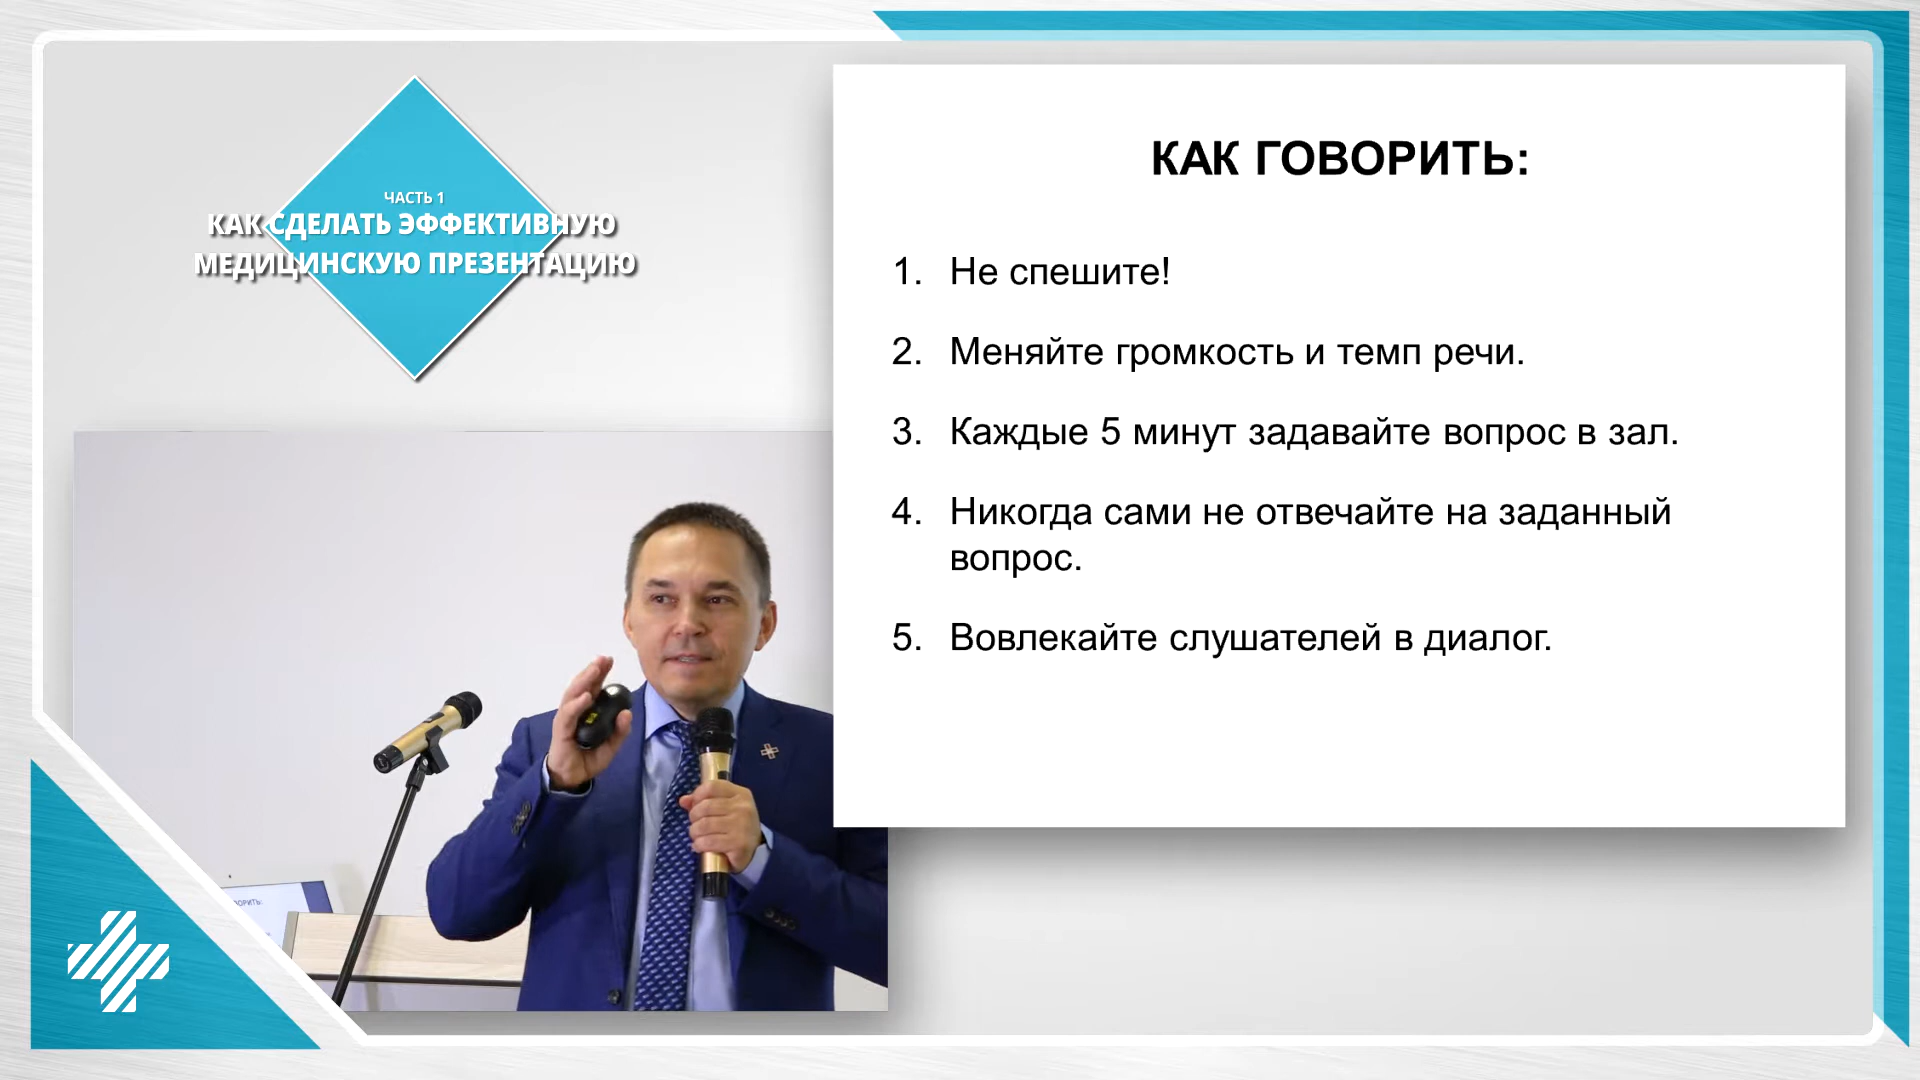 ЧАСТЬ 1
КАК СДЕЛАТЬ ЭФФЕКТИВНУЮ
МЕДИЦИНСКУЮ ПРЕЗЕНТАЦИЮ
КАК ГОВОРИТЬ:
1. Не спешите!
2. Меняйте громкость и темп речи.
3. Каждые 5 минут задавайте вопрос в зал.
4. Никогда сами не отвечайте на заданный
вопрос.
5. Вовлекайте слушателей в диалог.